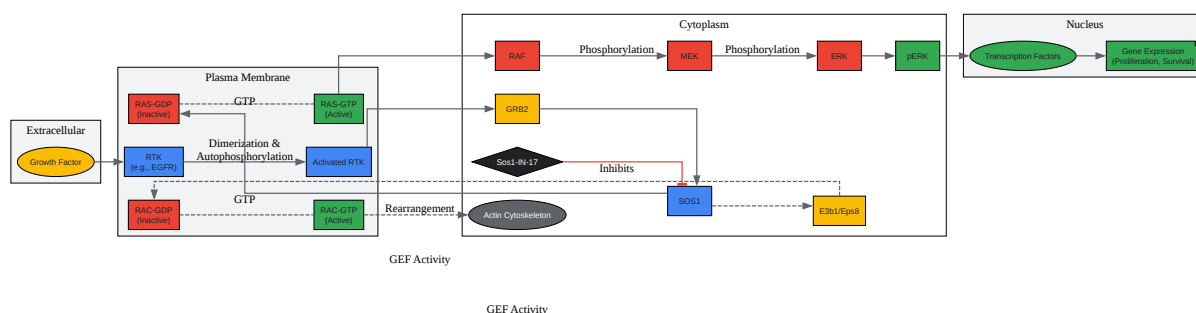 Cytoplasm
Nucleus
RAF
Phosphorylation
MEK
Phosphorylation
ERK
pERK
Transcription Factors
Gene Expression
(Proliferation, Survival)
Plasma Membrane
RAS-GDP
(Inactive)
GTP
RAS-GTP
(Active)
GRB2
Extracellular
Growth Factor
RTK
(e.g., EGFR)
Dimerization &
Autophosphorylation
Activated RTK
Sos1-IN-17
Inhibits
RAC-GDP
(Inactive)
GTP
RAC-GTP
(Active)
Rearrangement
Actin Cytoskeleton
SOS1
E3b1/Eps8
GEF Activity
GEF Activity